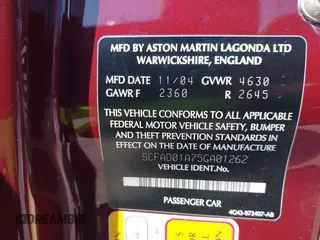 MFD BY ASTON MARTIN LAGONDA LTD
WARWICKSHIRE, ENGLAND
MFD DATE 11/04 GVWR 4630
GAWR F 2360 R 2645
THIS VEHICLE CONFORMS TO ALL APPLICABLE
FEDERAL MOTOR VEHICLE SAFETY, BUMPER
AND THEFT PREVENTION STANDARDS IN
EFFECT ON THE DATE OF MANUFACTURE
SCFAD01A75GA01262
VEHICLE IDENT No.
PASSENGER CAR
4G43-973407-AB
DREAMBID